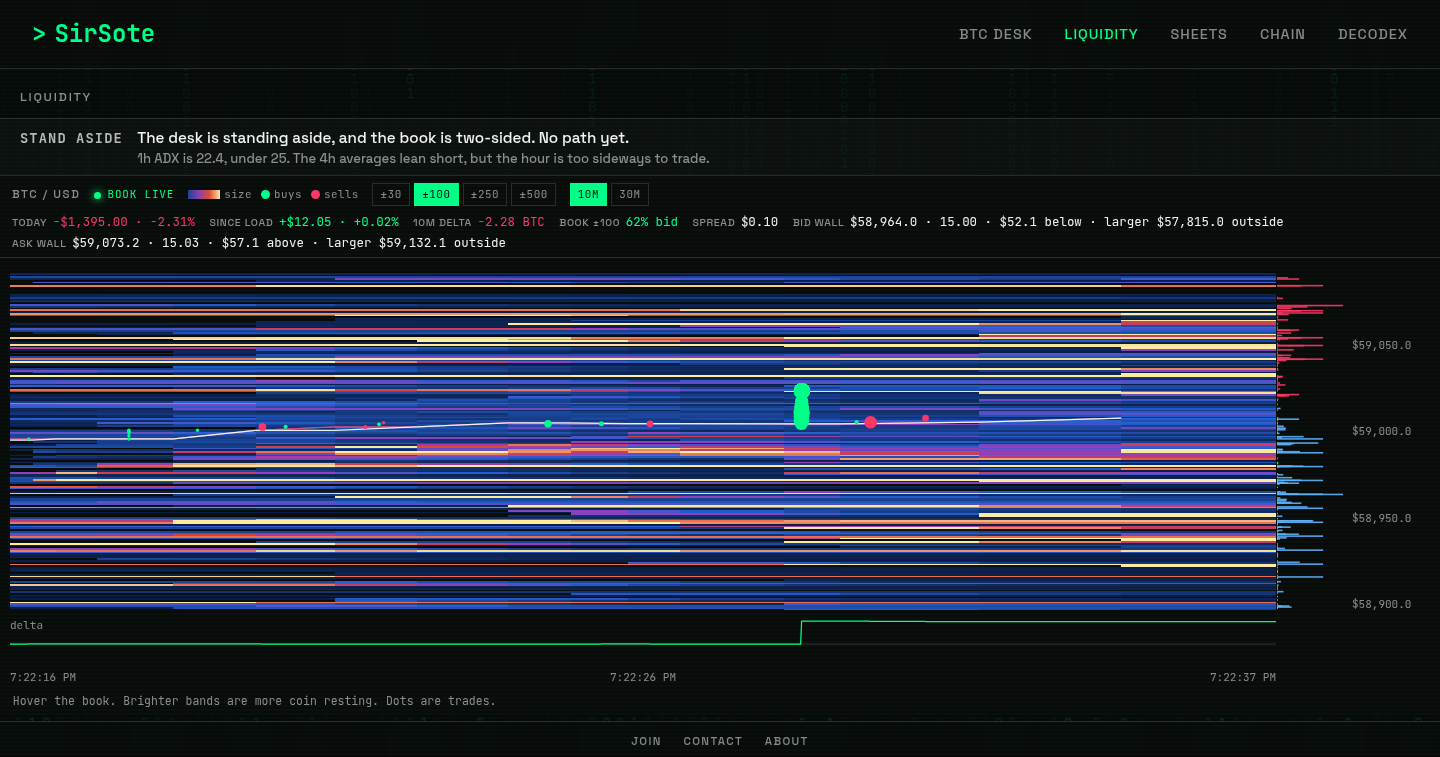 > SirSote
BTC DESK LIQUIDITY SHEETS CHAIN DECODEX
LIQUIDITY
STAND ASIDE The desk is standing aside, and the book is two-sided. No path yet.
1h ADX is 22.4, under 25. The 4h averages lean short, but the hour is too sideways to trade.
BTC / USD BOOK LIVE size buys sells ±30 ±100 ±250 ±500 10M 30M
TODAY -$1,395.00 · -2.31% SINCE LOAD +$12.05 · +0.02% 10M DELTA -2.28 BTC BOOK ±100 62% bid SPREAD $0.10 BID WALL $58,964.0 · 15.00 · $52.1 below · larger $57,815.0 outside
ASK WALL $59,073.2 · 15.03 · $57.1 above · larger $59,132.1 outside
$59,050.0
$59,000.0
$58,950.0
$58,900.0
delta
7:22:16 PM 7:22:26 PM 7:22:37 PM
Hover the book. Brighter bands are more coin resting. Dots are trades.
JOIN CONTACT ABOUT